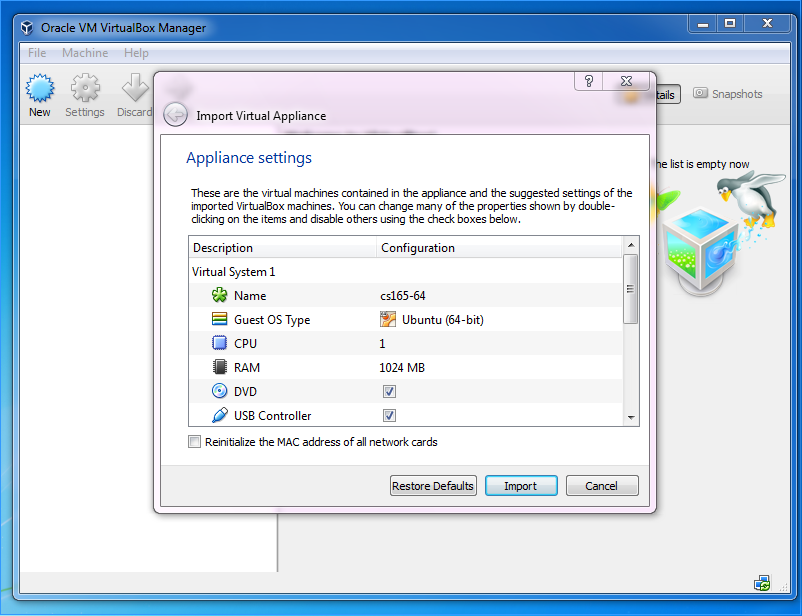 Oracle VM VirtualBox Manager
File Machine Help
New Settings Discard
tails Snapshots
Import Virtual Appliance
Appliance settings
he list is empty now
These are the virtual machines contained in the appliance and the suggested settings of the
imported VirtualBox machines. You can change many of the properties shown by double-
clicking on the items and disable others using the check boxes below.
Description Configuration
Virtual System 1
Name cs165-64
Guest OS Type Ubuntu (64-bit)
CPU 1
RAM 1024 MB
DVD
USB Controller
Reinitialize the MAC address of all network cards
Restore Defaults Import Cancel